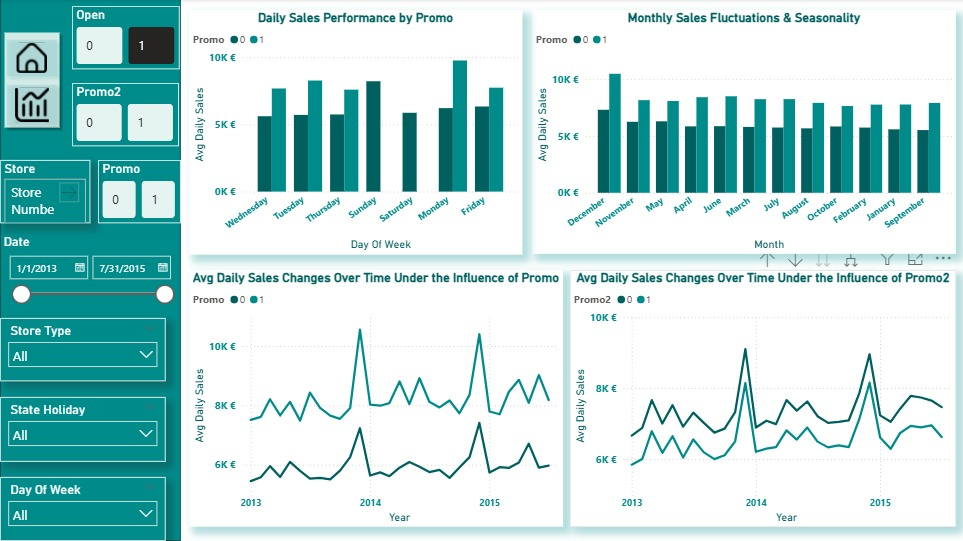 Open
0
1
Promo2
0
1
Store
Store
Numbe
Promo
0
1
Date
1/1/2013
7/31/2015
Store Type
All
State Holiday
All
Day Of Week
All
Daily Sales Performance by Promo
Promo 0 1
Avg Daily Sales
10K €
5K €
0K €
Wednesday
Tuesday
Thursday
Sunday
Saturday
Monday
Friday
Day Of Week
Monthly Sales Fluctuations & Seasonality
Promo 0 1
Avg Daily Sales
10K €
5K €
0K €
December
November
May
April
June
March
July
August
October
February
January
September
Month
Avg Daily Sales Changes Over Time Under the Influence of Promo
Promo 0 1
Avg Daily Sales
10K €
8K €
6K €
2013
2014
2015
Year
Avg Daily Sales Changes Over Time Under the Influence of Promo2
Promo2 0 1
Avg Daily Sales
10K €
8K €
6K €
2013
2014
2015
Year